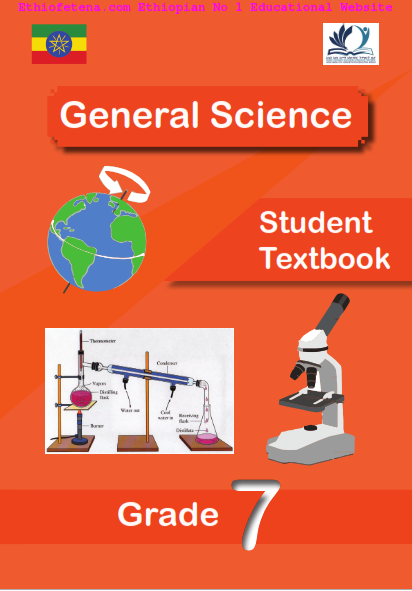 Ethiofetena.com Ethiopian No 1 Educational Website
General Science
Student
Textbook
Thermometer
Condenser
Vapors
Distilling
flask
Water out
Cool
water in
Receiving
flask
Burner
Distillate
Grade 7